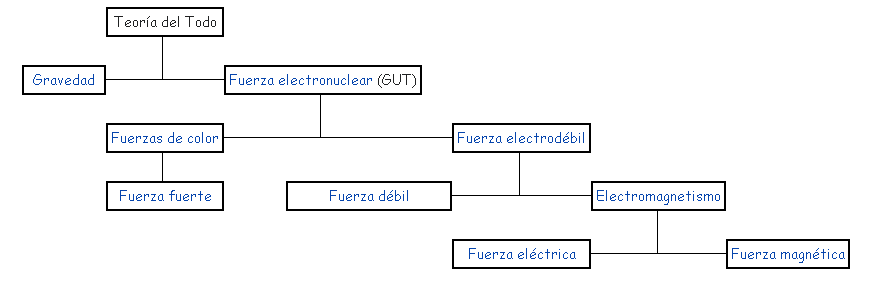 Teoría del Todo
Gravedad
Fuerza electronuclear (GUT)
Fuerzas de color
Fuerza electrodébil
Fuerza fuerte
Fuerza débil
Electromagnetismo
Fuerza eléctrica
Fuerza magnética